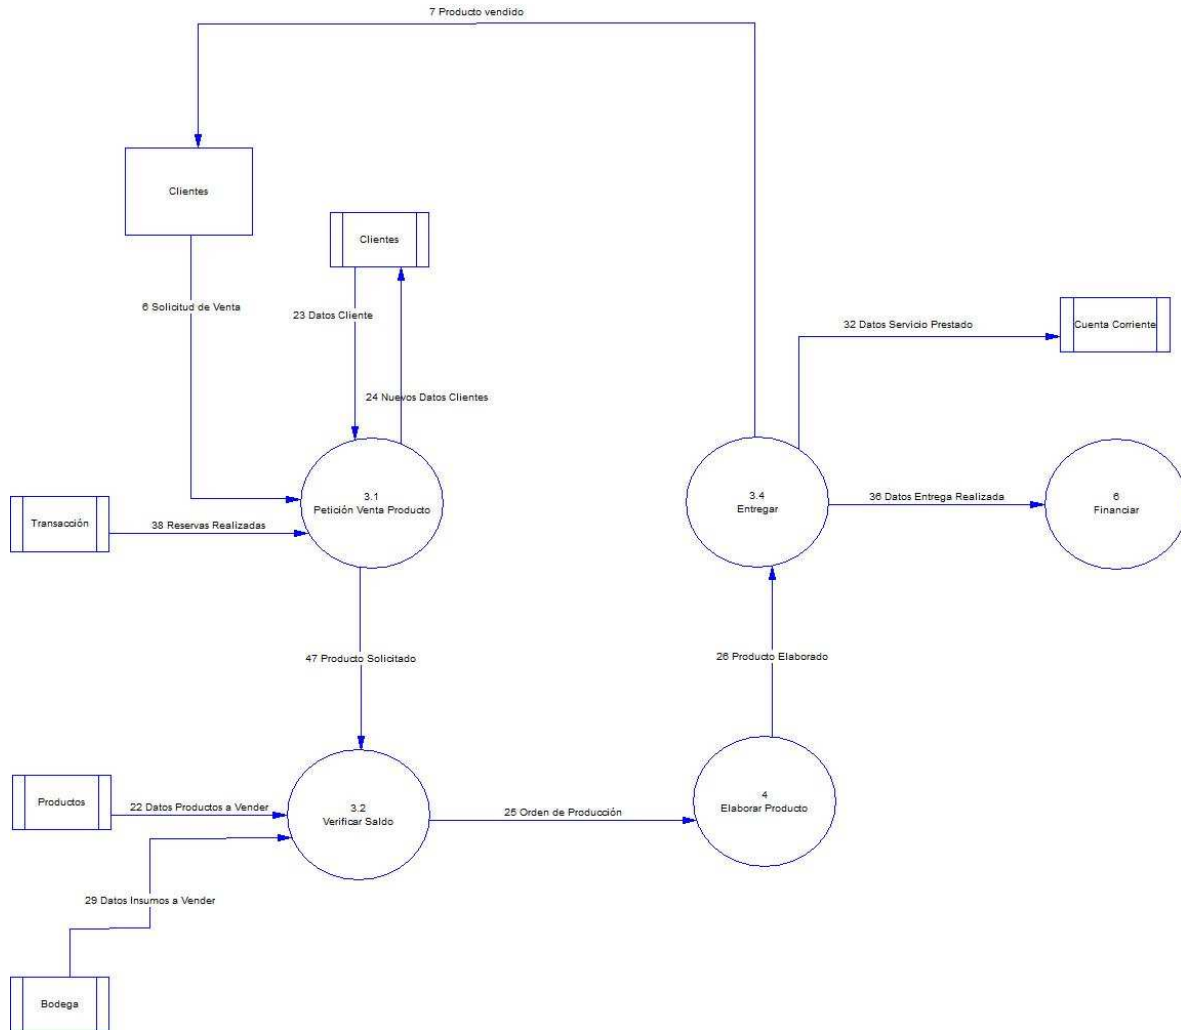 7 Producto vendido
Clientes
Clientes
6 Solicitud de Venta
23 Datos Cliente
32 Datos Servicio Prestado
Cuenta Corriente
24 Nuevos Datos Clientes
3.1
Petición Venta Producto
3.4
Entregar
36 Datos Entrega Realizada
6
Financiar
Transacción
38 Reservas Realizadas
47 Producto Solicitado
26 Producto Elaborado
Productos
22 Datos Productos a Vender
3.2
Verificar Saldo
25 Orden de Producción
4
Elaborar Producto
29 Datos Insumos a Vender
Bodega